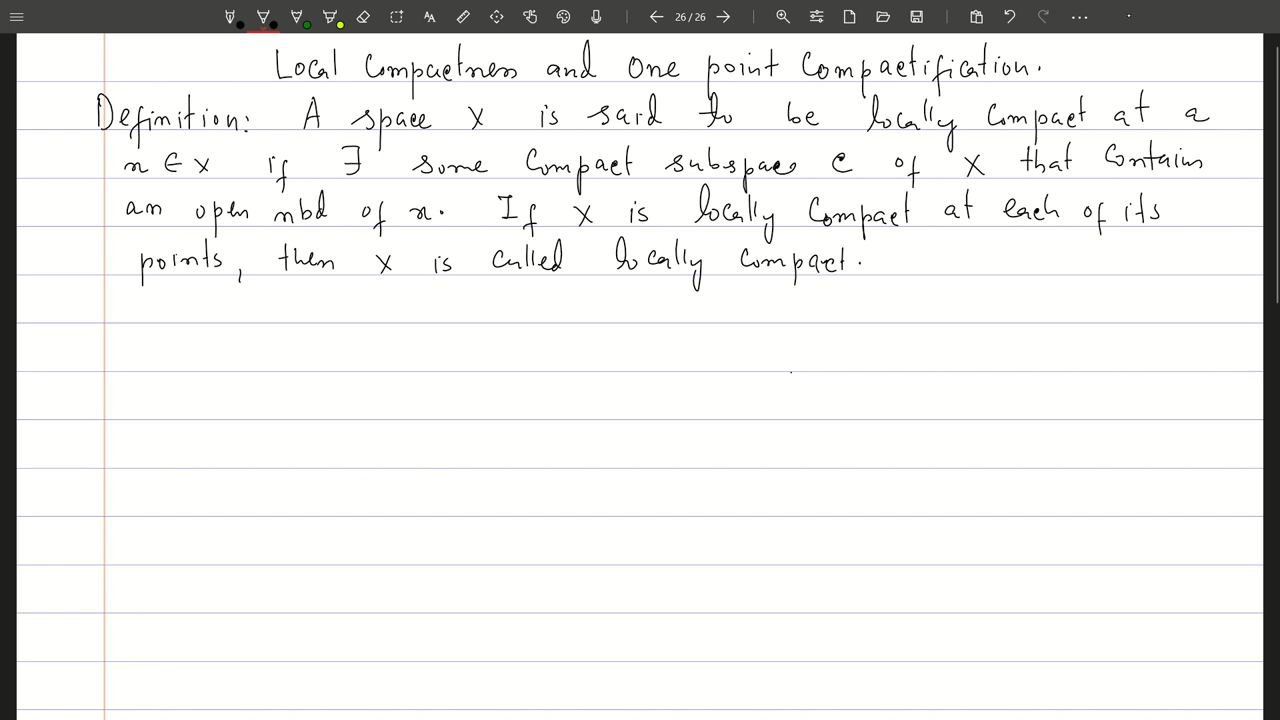 26/26
Local Compactness and One point Compactification.
Definition: A space X is said to be locally compact at a
x ∈ X if ∃ some compact subspace C of X that contains
an open nbd of x. If X is locally compact at each of its
points, then X is called locally compact.